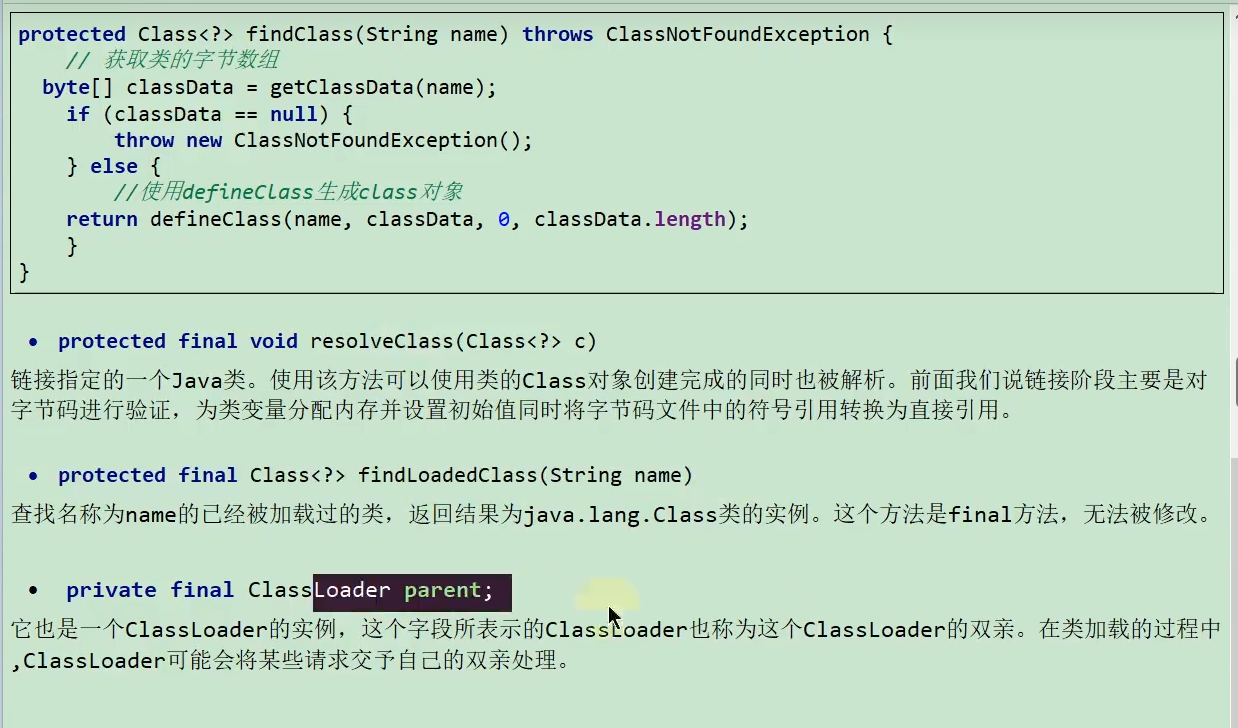 protected Class<?> findClass(String name) throws ClassNotFoundException {
// 获取类的字节数组
byte[] classData = getClassData(name);
if (classData == null) {
throw new ClassNotFoundException();
} else {
//使用defineClass生成class对象
return defineClass(name, classData, 0, classData.length);
}
}
• protected final void resolveClass(Class<?> c)
链接指定的一个Java类。使用该方法可以使用类的Class对象创建完成的同时也被解析。前面我们说链接阶段主要是对
字节码进行验证，为类变量分配内存并设置初始值同时将字节码文件中的符号引用转换为直接引用。
• protected final Class<?> findLoadedClass(String name)
查找名称为name的已经被加载过的类，返回结果为java.lang.Class类的实例。这个方法是final方法，无法被修改。
• private final ClassLoader parent;
它也是一个ClassLoader的实例，这个字段所表示的ClassLoader也称为这个ClassLoader的双亲。在类加载的过程中
,ClassLoader可能会将某些请求交予自己的双亲处理。